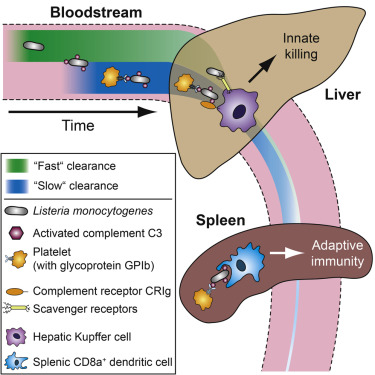 Bloodstream
Innate
killing
Liver
Time
"Fast" clearance
"Slow" clearance
Listeria monocytogenes
Activated complement C3
Platelet
(with glycoprotein GPIb)
Complement receptor CRIg
Scavenger receptors
Hepatic Kupffer cell
Splenic CD8a⁺ dendritic cell
Spleen
Adaptive
immunity